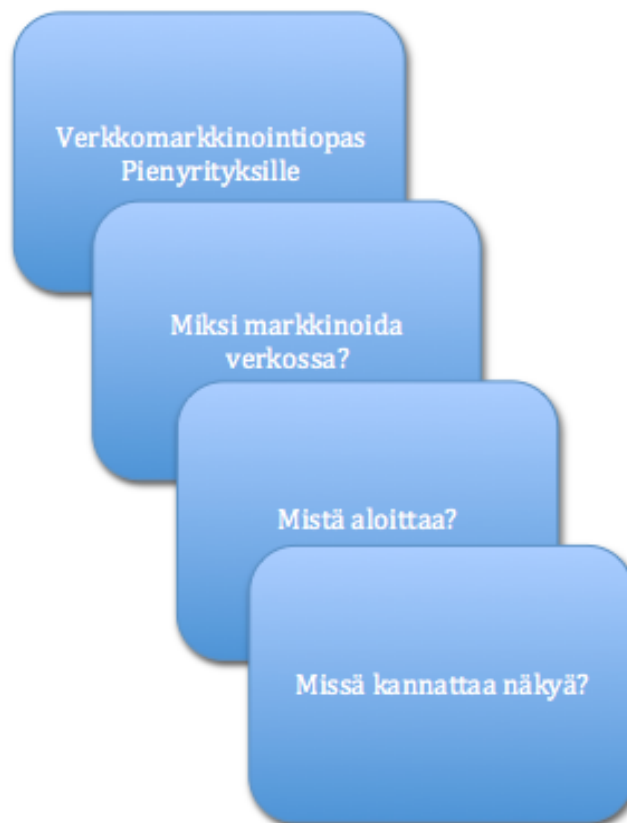 Verkkomarkkinointiopas
Pienyrityksille
Miksi markkinoida
verkossa?
Mistä aloittaa?
Missä kannattaa näkyä?